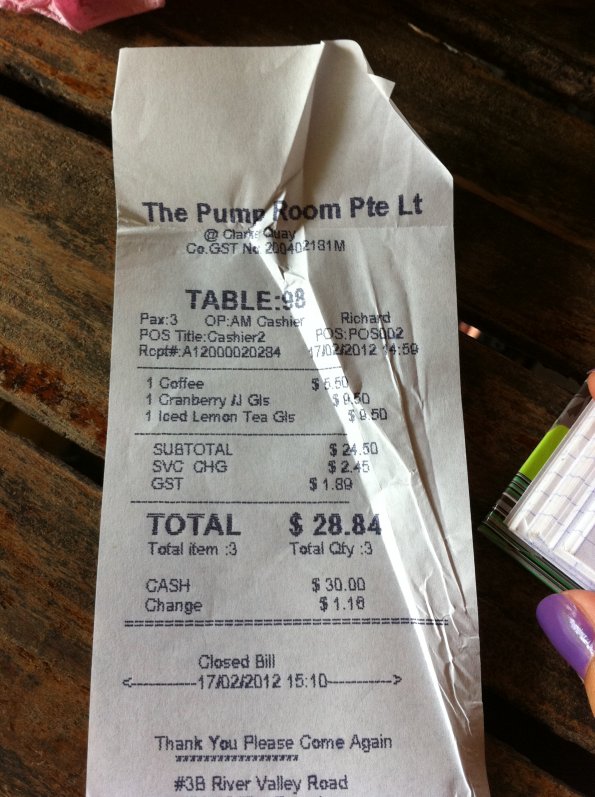 The Pump Room Pte Lt
@ Clarke Quay
Co.GST No 200402181M
TABLE:98
Pax:3 OP:AM Cashier Richard
POS Title:Cashier2 POS:POS002
Rcpt#:A12000020284 17/02/2012 14:59
1 Coffee $ 5.50
1 Cranberry /J Gls $ 9.50
1 Iced Lemon Tea Gls $ 9.50
SUBTOTAL $ 24.50
SVC CHG $ 2.45
GST $ 1.89
TOTAL $ 28.84
Total item :3 Total Qty :3
CASH $ 30.00
Change $ 1.16
Closed Bill
<----------17/02/2012 15:10---------->
Thank You Please Come Again
******************
#3B River Valley Road